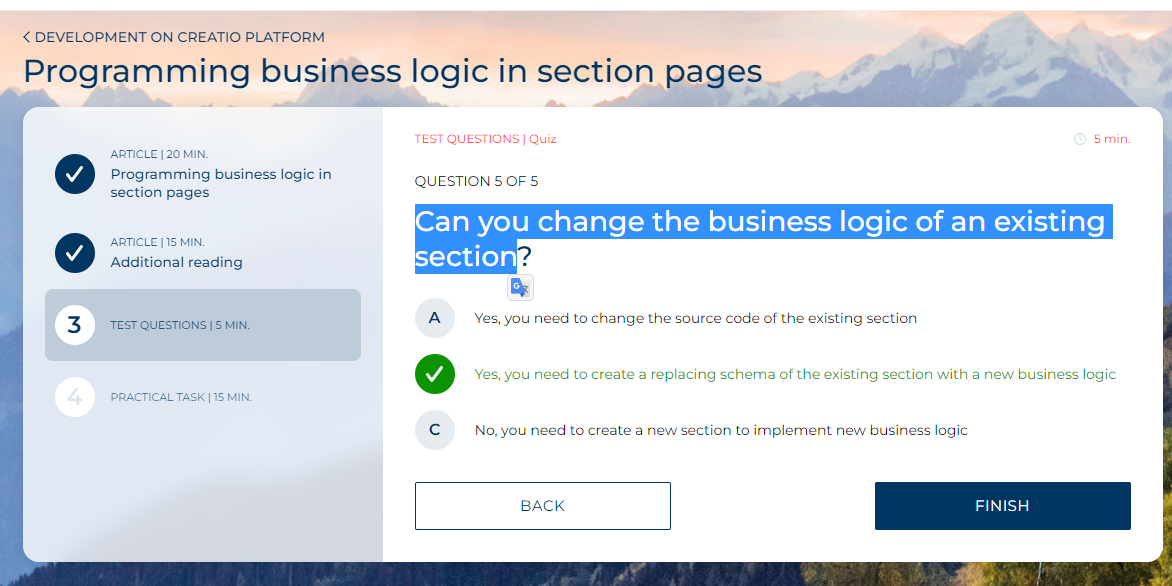 < DEVELOPMENT ON CREATIO PLATFORM
Programming business logic in section pages
ARTICLE | 20 MIN.
Programming business logic in
section pages
ARTICLE | 15 MIN.
Additional reading
3
TEST QUESTIONS | 5 MIN.
4
PRACTICAL TASK | 15 MIN.
TEST QUESTIONS | Quiz
5 min.
QUESTION 5 OF 5
Can you change the business logic of an existing
section?
G
A
Yes, you need to change the source code of the existing section
Yes, you need to create a replacing schema of the existing section with a new business logic
C
No, you need to create a new section to implement new business logic
BACK
FINISH